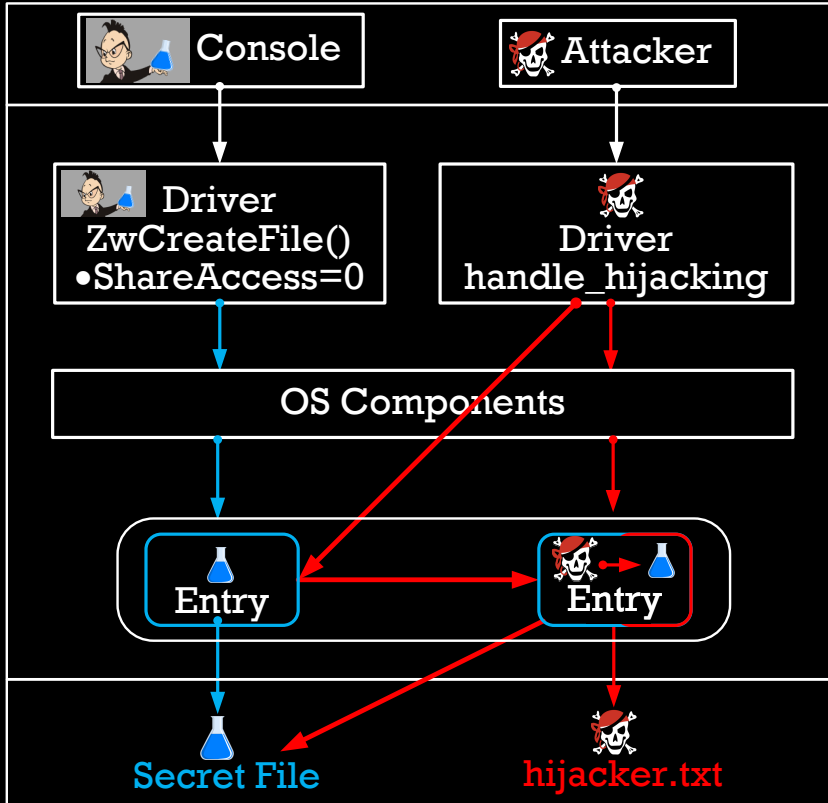 Console
Attacker
Driver
ZwCreateFile()
•ShareAccess=0
Driver
handle_hijacking
OS Components
Entry
Entry
Secret File
hijacker.txt